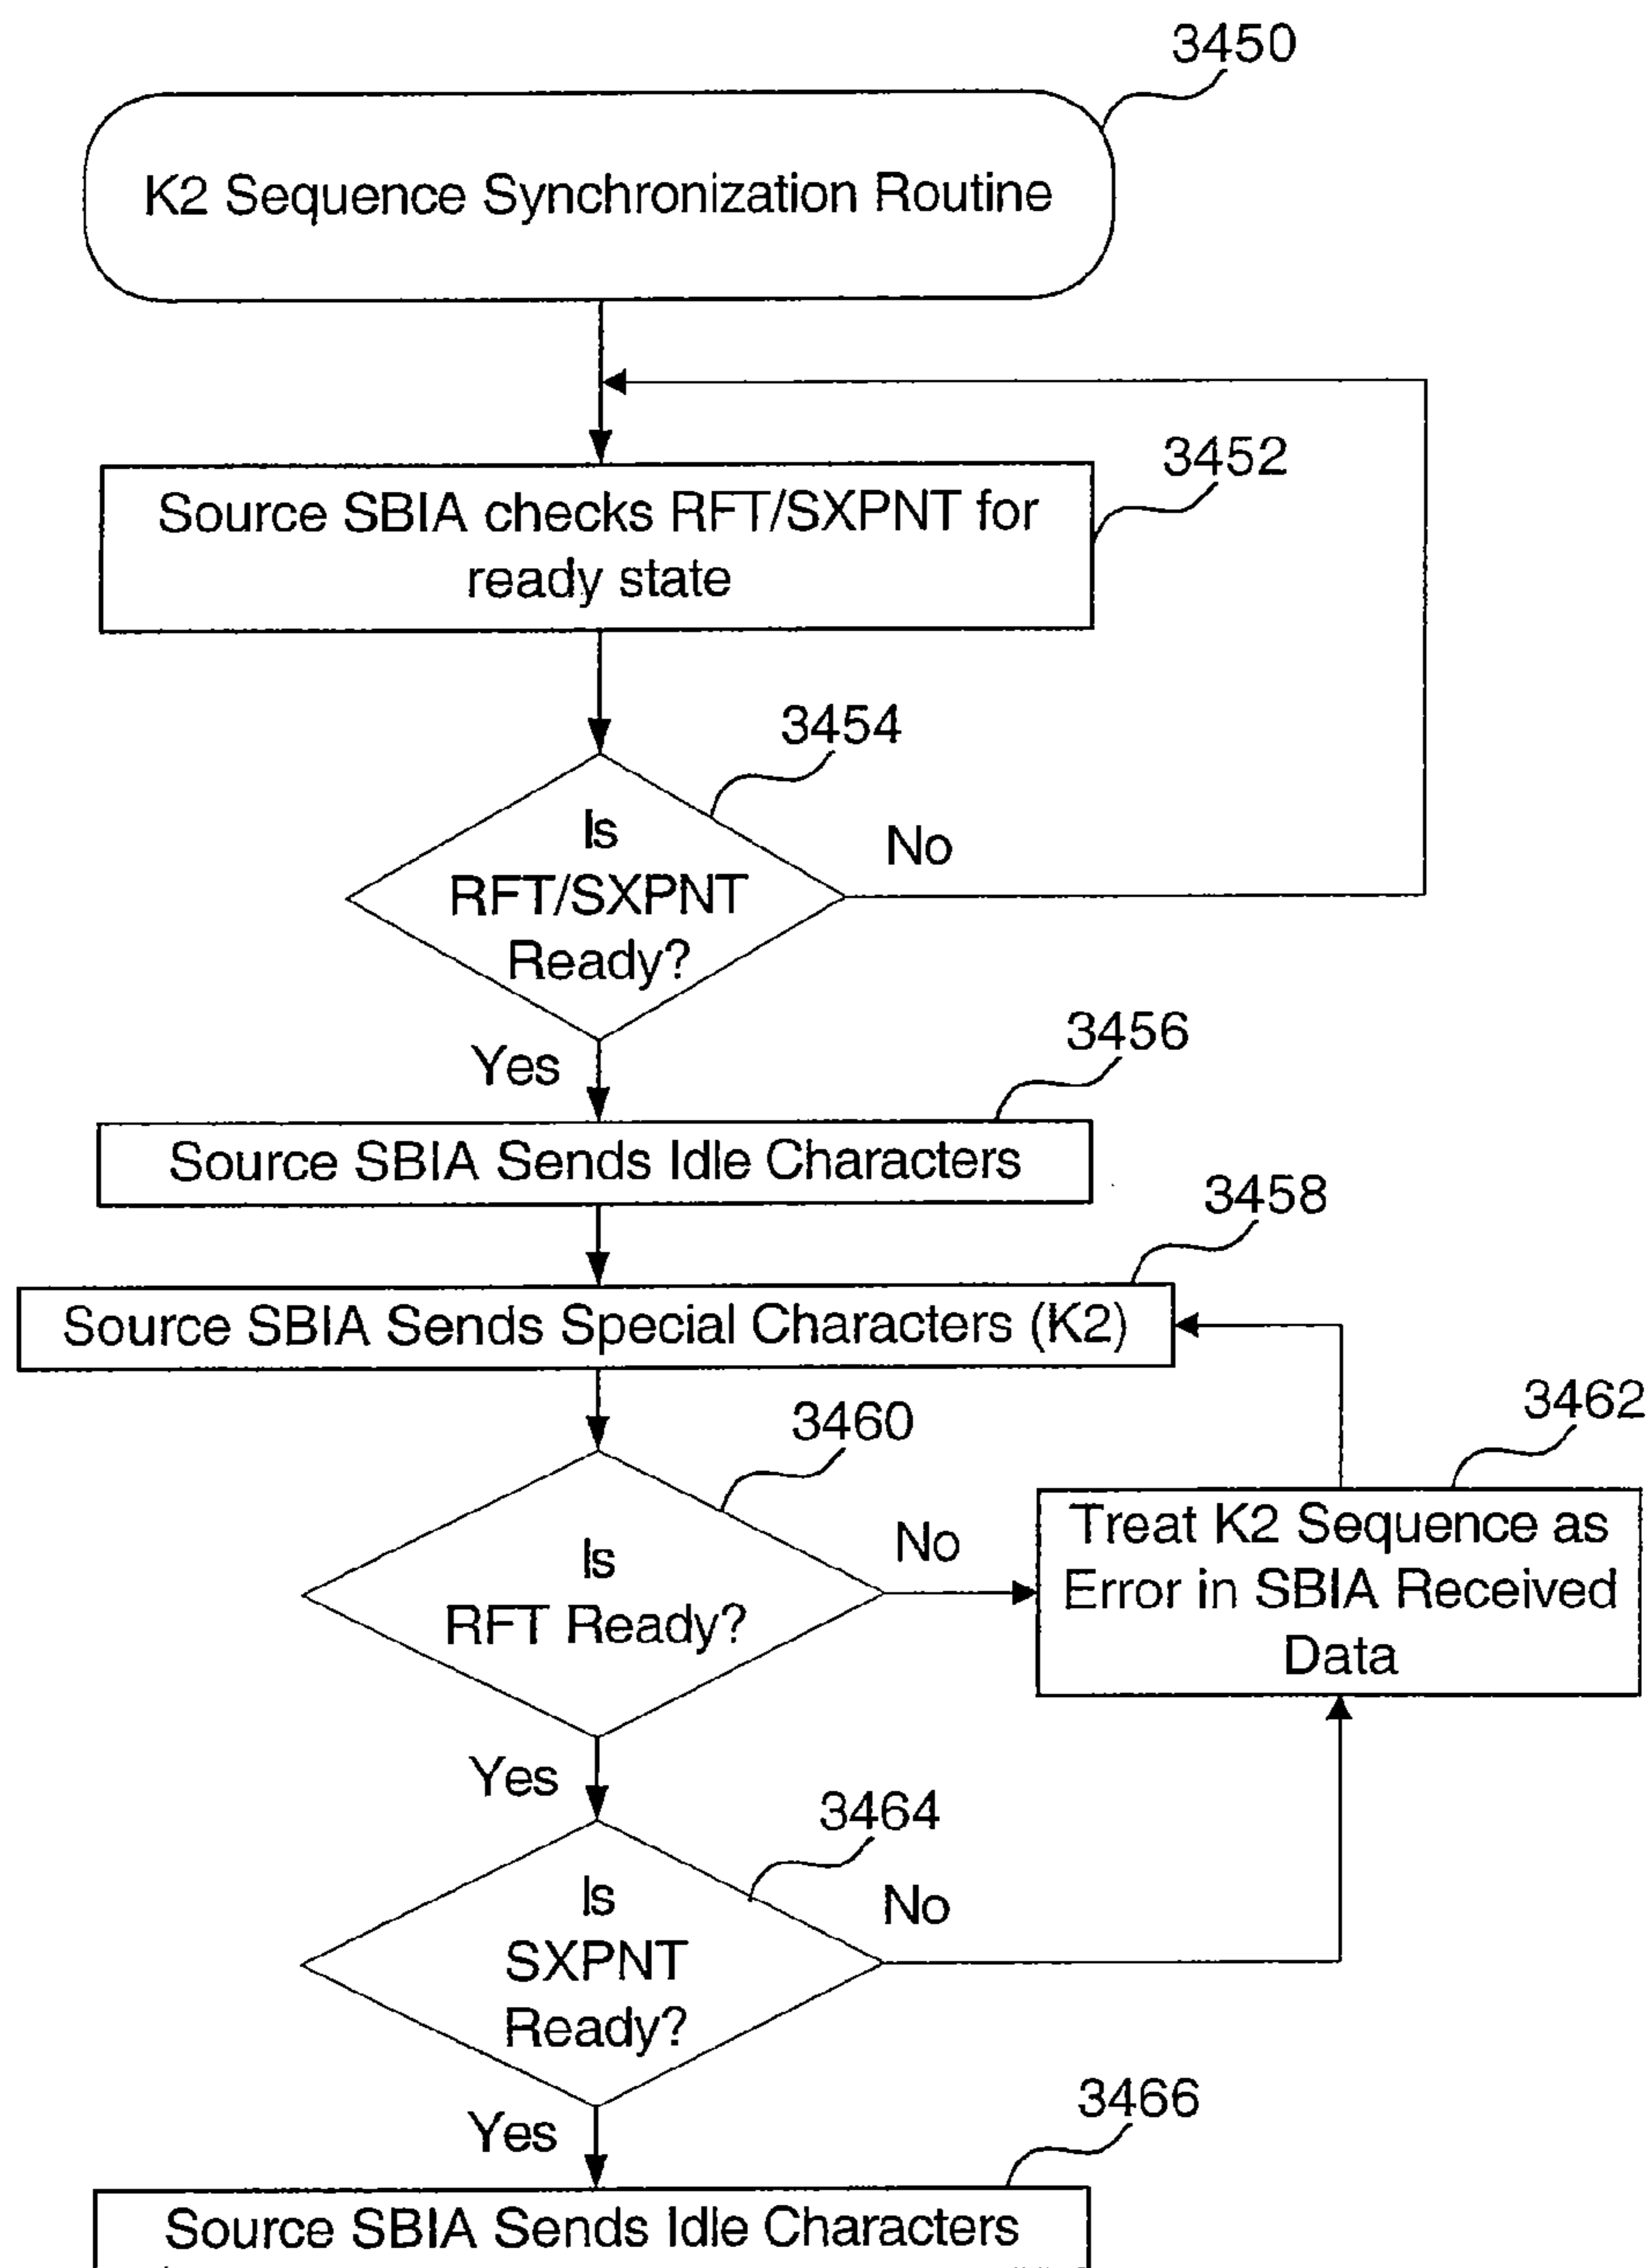 3450
K2 Sequence Synchronization Routine
3452
Source SBIA checks RFT/SXPNT for
ready state
3454
Is
RFT/SXPNT
Ready?
No
Yes
3456
Source SBIA Sends Idle Characters
3458
Source SBIA Sends Special Characters (K2)
3460
Is
RFT Ready?
No
3462
Treat K2 Sequence as
Error in SBIA Received
Data
Yes
3464
Is
SXPNT
Ready?
No
Yes
3466
Source SBIA Sends Idle Characters